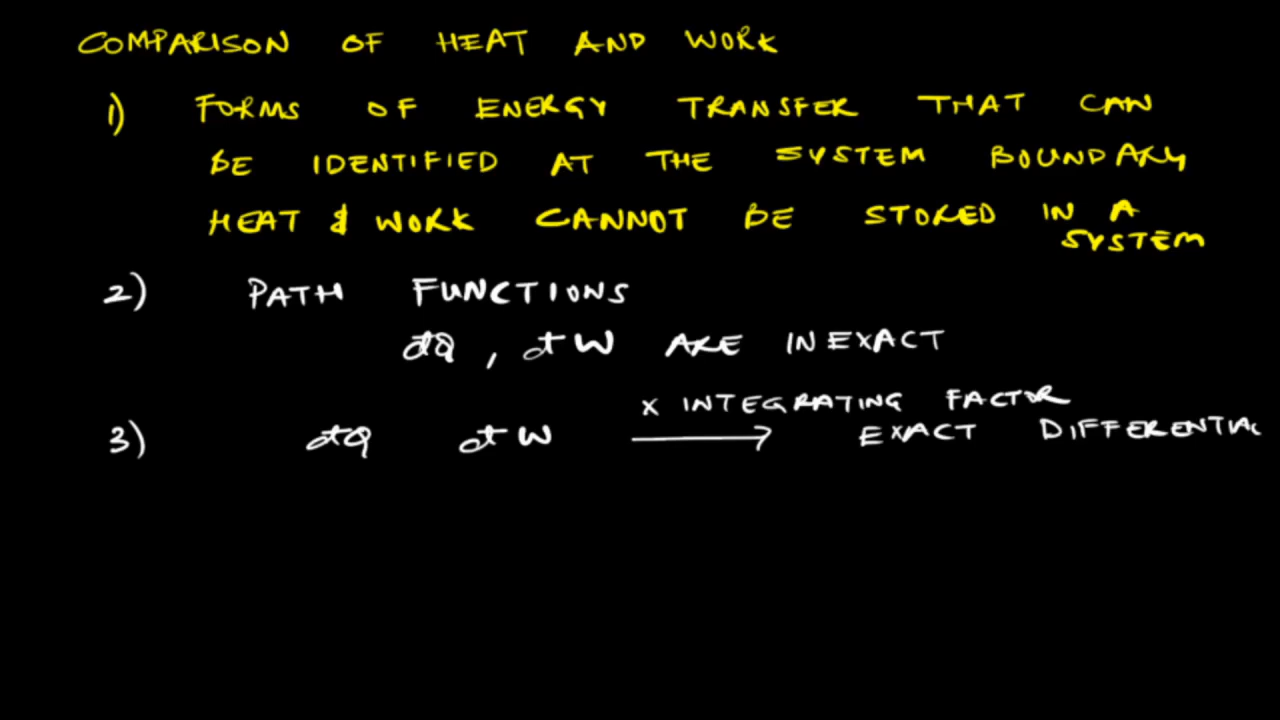 COMPARISON OF HEAT AND WORK
1) FORMS OF ENERGY TRANSFER THAT CAN
BE IDENTIFIED AT THE SYSTEM BOUNDARY
HEAT & WORK CANNOT BE STORED IN A
SYSTEM
2) PATH FUNCTIONS
đQ, đW ARE INEXACT
x INTEGRATING FACTOR
3) đQ đW → EXACT DIFFERENTIAL